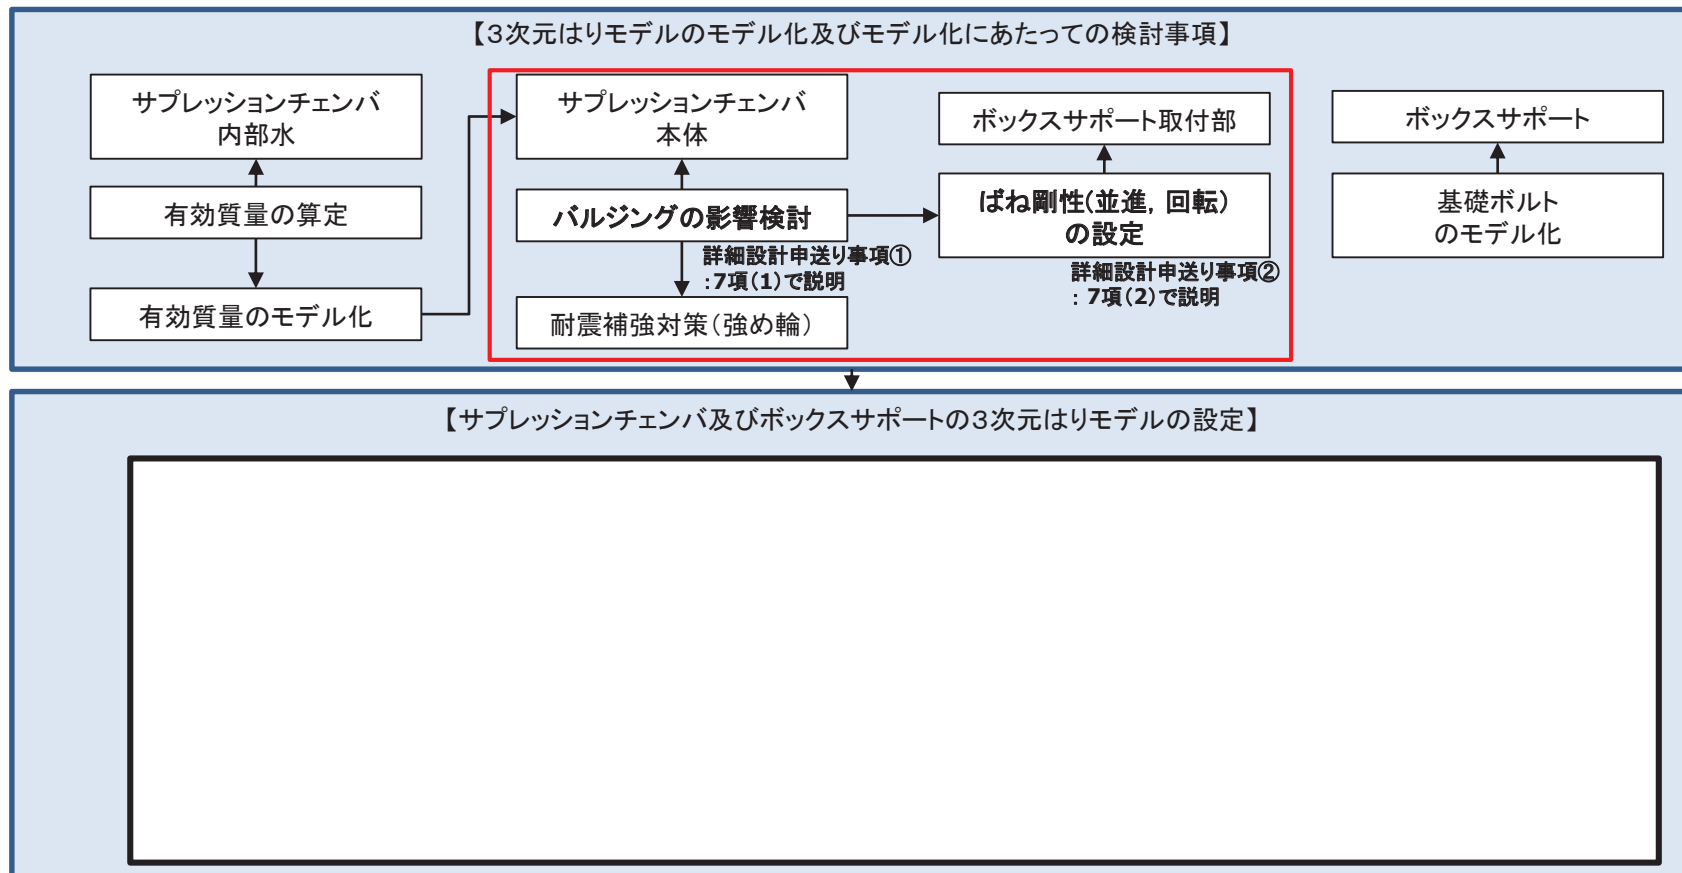 【３次元はりモデルのモデル化及びモデル化にあたっての検討事項】
サプレッションチェンバ
内部水
有効質量の算定
有効質量のモデル化
サプレッションチェンバ
本体
バルジングの影響検討
詳細設計申送り事項①
：7項（1）で説明
耐震補強対策（強め輪）
ボックスサポート取付部
ばね剛性（並進，回転）
の設定
詳細設計申送り事項②
：7項（2）で説明
ボックスサポート
基礎ボルト
のモデル化
【サプレッションチェンバ及びボックスサポートの３次元はりモデルの設定】